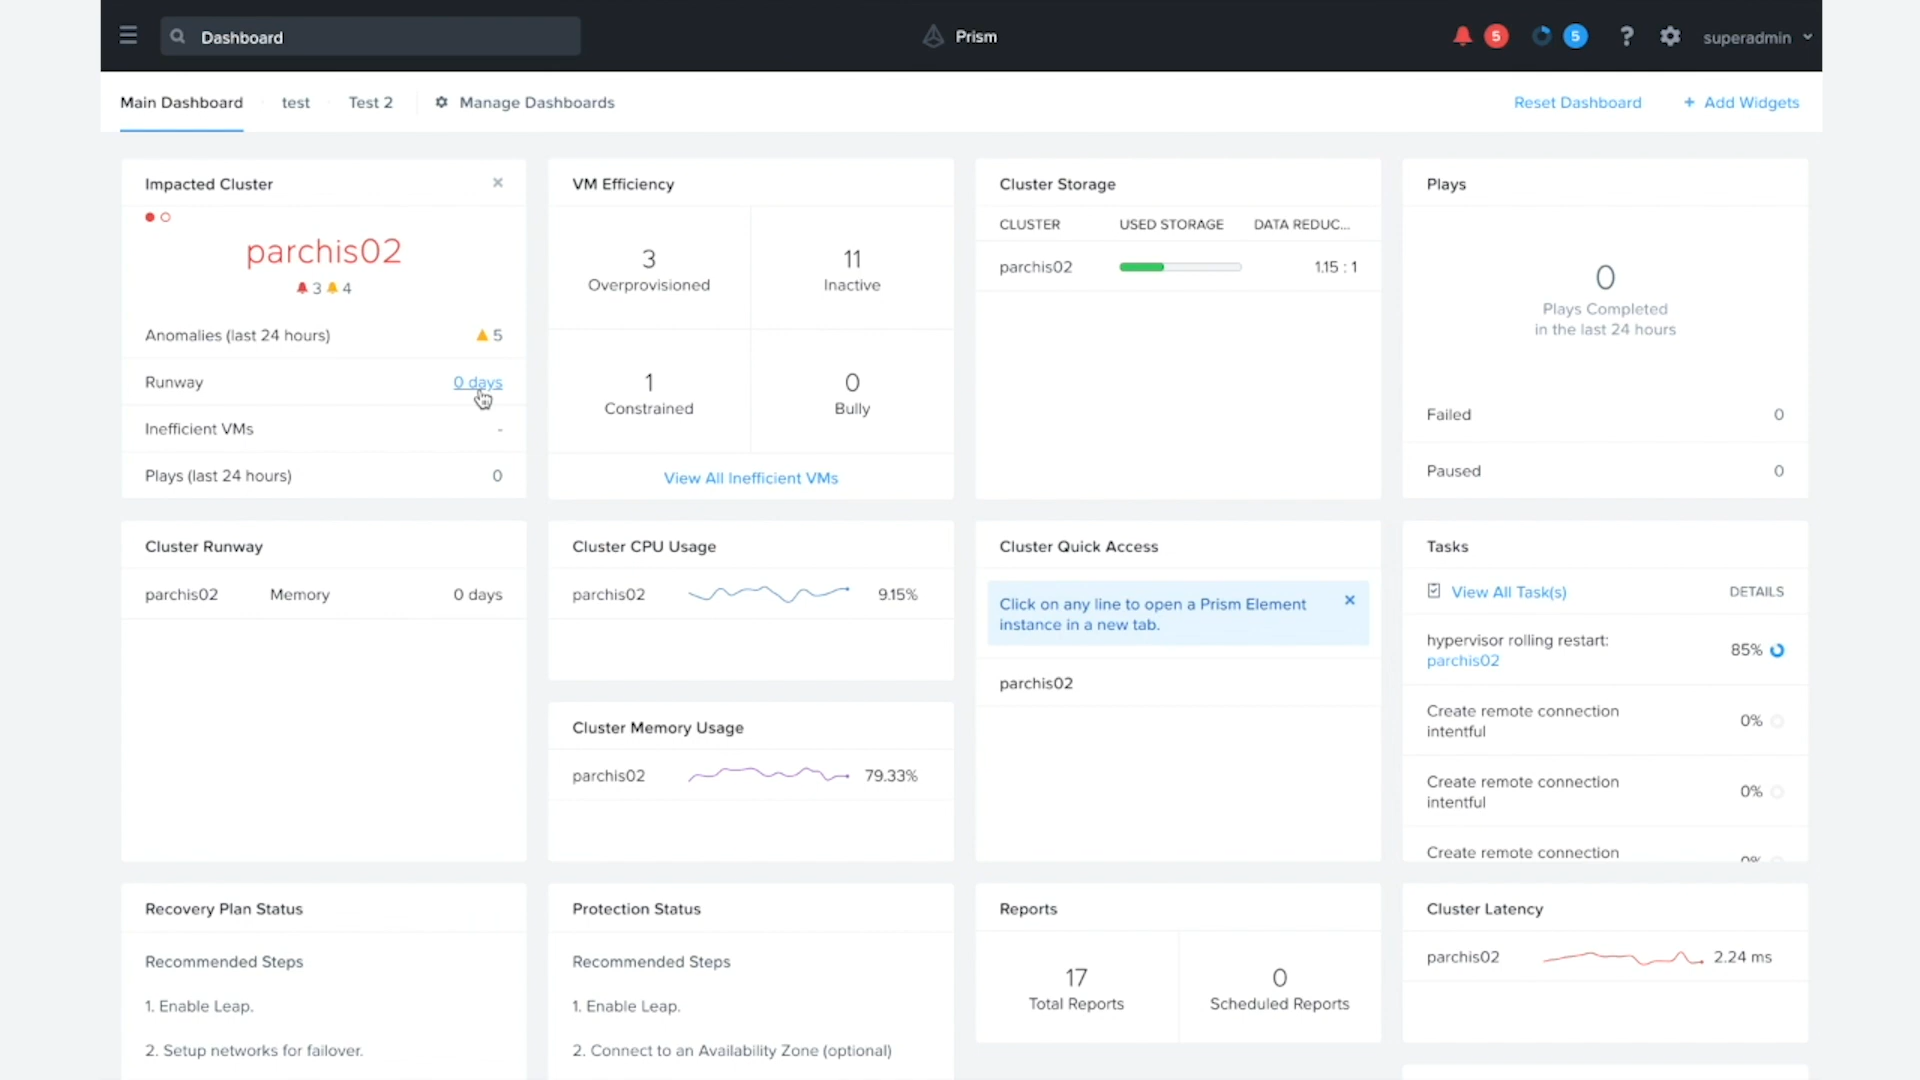 Dashboard
Prism
5
5
?
superadmin
Main Dashboard
test
Test 2
Manage Dashboards
Reset Dashboard
+ Add Widgets
Impacted Cluster
parchis02
3
4
Anomalies (last 24 hours)
5
Runway
0 days
Inefficient VMs
-
Plays (last 24 hours)
0
VM Efficiency
3
Overprovisioned
11
Inactive
1
Constrained
0
Bully
View All Inefficient VMs
Cluster Storage
CLUSTER
USED STORAGE
DATA REDUC...
parchis02
1.15 : 1
Plays
0
Plays Completed
in the last 24 hours
Failed
0
Paused
0
Cluster Runway
parchis02
Memory
0 days
Cluster CPU Usage
parchis02
9.15%
Cluster Memory Usage
parchis02
79.33%
Cluster Quick Access
Click on any line to open a Prism Element
instance in a new tab.
parchis02
Tasks
View All Task(s)
DETAILS
hypervisor rolling restart:
parchis02
85%
Create remote connection
intentful
0%
Create remote connection
intentful
0%
Create remote connection
0%
Recovery Plan Status
Recommended Steps
1. Enable Leap.
2. Setup networks for failover.
Protection Status
Recommended Steps
1. Enable Leap.
2. Connect to an Availability Zone (optional)
Reports
17
Total Reports
0
Scheduled Reports
Cluster Latency
parchis02
2.24 ms